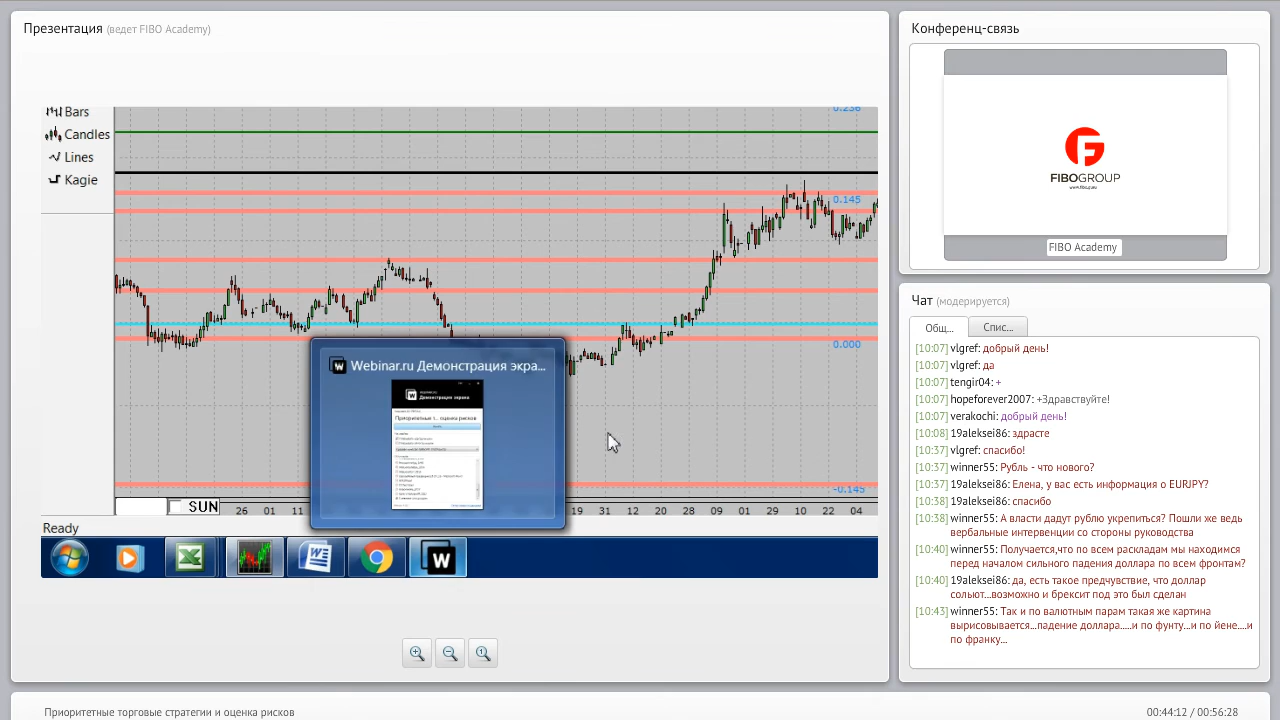 Презентация (ведет FIBO Academy)
Bars
Candles
Lines
Kagie
0.236
0.145
0.000
-0.145
Webinar.ru Демонстрация экра...
Демонстрация экрана
SUN 26 01 11 19 31 12 20 28 01 29 10 22 04
Ready
Конференц-связь
FIBOGROUP
FIBO Academy
Чат (модерируется)
Общ... Спис...
[10:07] vlgref: добрый день!
[10:07] vlgref: да
[10:07] tengir04: +
[10:07] hopeforever2007: +Здравствуйте!
[10:07] verakochi: добрый день!
[10:08] 19aleksei86: здрасте
[10:37] vlgref: спасибо!
[10:37] winner55: Рубль - что нового?
[10:37] 19aleksei86: Елена, у вас есть информация о EURJPY?
[10:38] 19aleksei86: спасибо
[10:38] winner55: А власти дадут рублю укрепиться? Пошли же ведь
вербальные интервенции со стороны руководства
[10:40] winner55: Получается,что по всем раскладам мы находимся
перед началом сильного падения доллара по всем фронтам?
[10:40] 19aleksei86: да, есть такое предчувствие, что доллар
сольют...возможно и брексит под это был сделан
[10:43] winner55: Так и по валютным парам такая же картина
вырисовывается...падение доллара.....и по фунту...и по йене....и
по франку...
Приоритетные торговые стратегии и оценка рисков
00:44:12 / 00:56:28